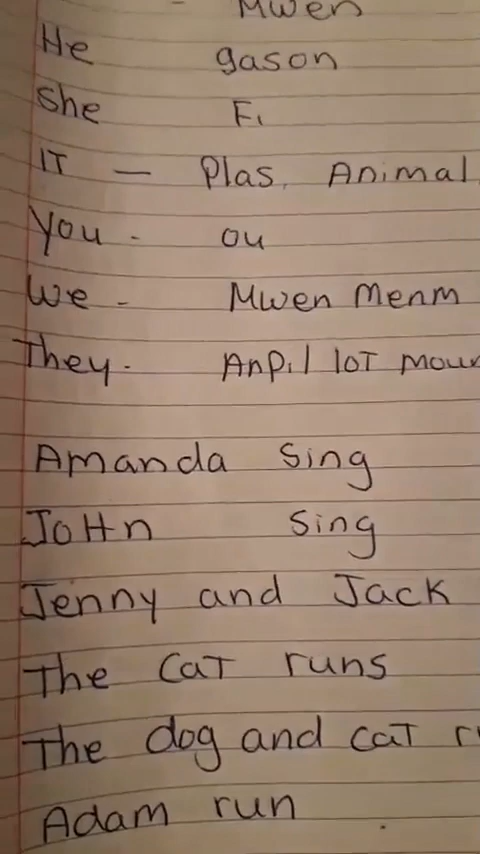 - Mwen
He gason
She Fi
IT - Plas, Animal
You - ou
We - Mwen menm
They - Anpil loT
Amanda Sing
JoHn Sing
Jenny and Jack
The caT runs
The dog and caT
Adam run